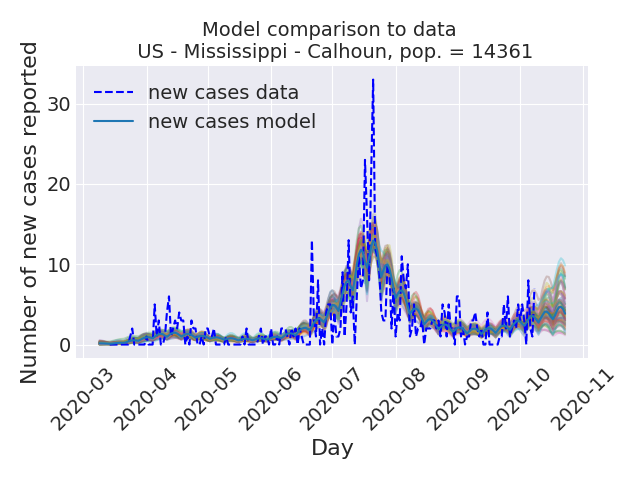 Model comparison to data
US - Mississippi - Calhoun, pop. = 14361
Number of new cases reported
new cases data
new cases model
30
20
10
0
2020-03
2020-04
2020-05
2020-06
2020-07
2020-08
2020-09
2020-10
2020-11
Day